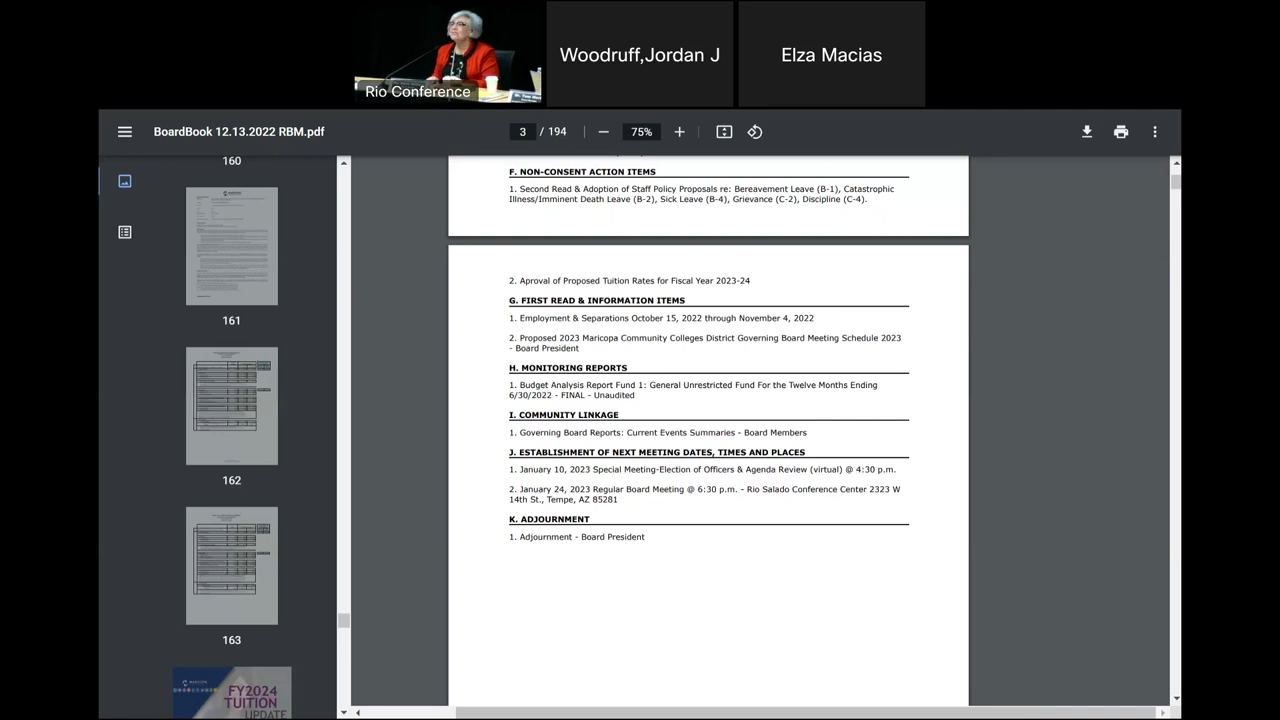 Rio Conference
Woodruff,Jordan J
Elza Macias
BoardBook 12.13.2022 RBM.pdf
3 / 194
75%
160
161
162
163
FY2024
TUITION
UPDATE
F. NON-CONSENT ACTION ITEMS
1. Second Read & Adoption of Staff Policy Proposals re: Bereavement Leave (B-1), Catastrophic
Illness/Imminent Death Leave (B-2), Sick Leave (B-4), Grievance (C-2), Discipline (C-4).
2. Aproval of Proposed Tuition Rates for Fiscal Year 2023-24
G. FIRST READ & INFORMATION ITEMS
1. Employment & Separations October 15, 2022 through November 4, 2022
2. Proposed 2023 Maricopa Community Colleges District Governing Board Meeting Schedule 2023
- Board President
H. MONITORING REPORTS
1. Budget Analysis Report Fund 1: General Unrestricted Fund For the Twelve Months Ending
6/30/2022 - FINAL - Unaudited
I. COMMUNITY LINKAGE
1. Governing Board Reports: Current Events Summaries - Board Members
J. ESTABLISHMENT OF NEXT MEETING DATES, TIMES AND PLACES
1. January 10, 2023 Special Meeting-Election of Officers & Agenda Review (virtual) @ 4:30 p.m.
2. January 24, 2023 Regular Board Meeting @ 6:30 p.m. - Rio Salado Conference Center 2323 W
14th St., Tempe, AZ 85281
K. ADJOURNMENT
1. Adjournment - Board President